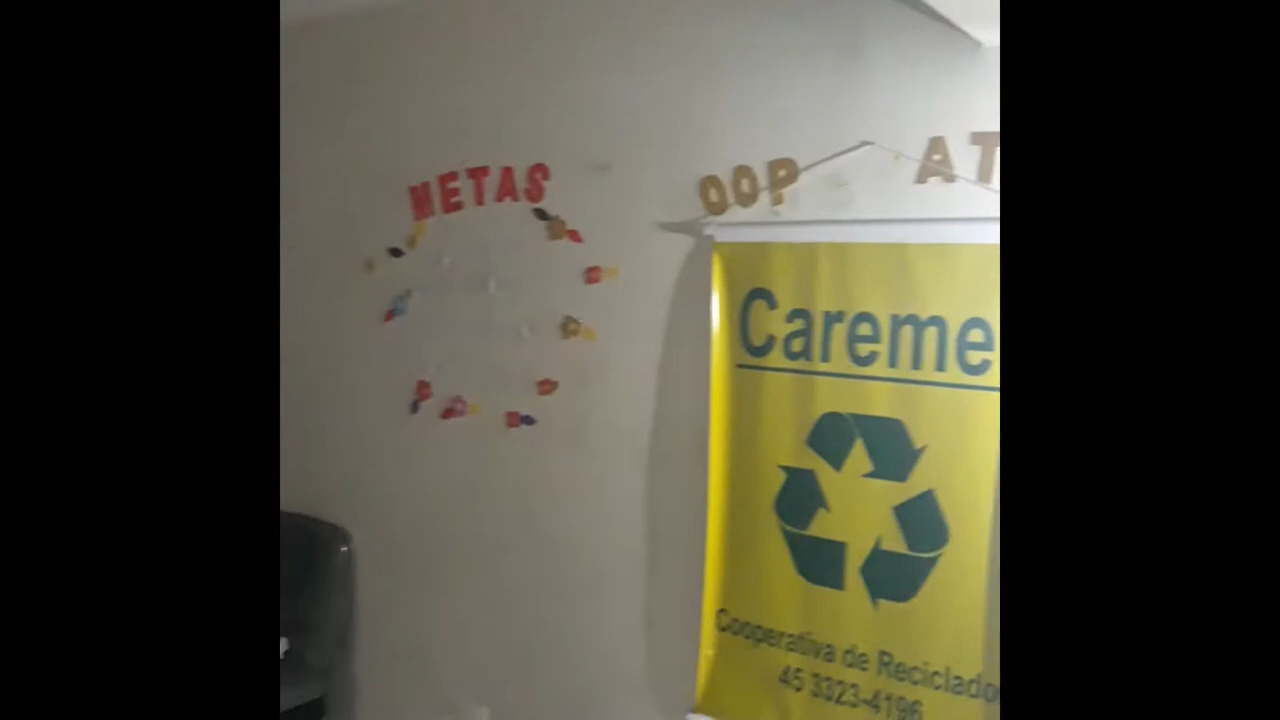 METAS
OOP AT
Careme
Cooperativa de Reciclado
45 3323-4196